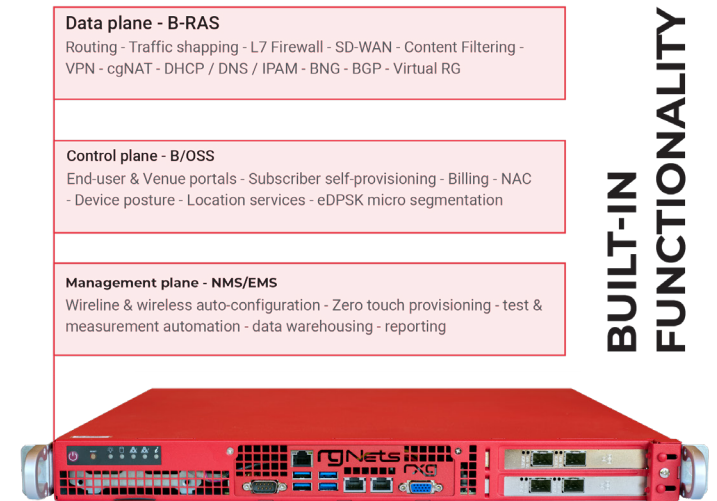 Data plane - B-RAS
Routing - Traffic shapping - L7 Firewall - SD-WAN - Content Filtering -
VPN - cgNAT - DHCP / DNS / IPAM - BNG - BGP - Virtual RG
Control plane - B/OSS
End-user & Venue portals - Subscriber self-provisioning - Billing - NAC
- Device posture - Location services - eDPSK micro segmentation
Management plane - NMS/EMS
Wireline & wireless auto-configuration - Zero touch provisioning - test &
measurement automation - data warehousing - reporting
BUILT-IN
FUNCTIONALITY
rgNets
rxg